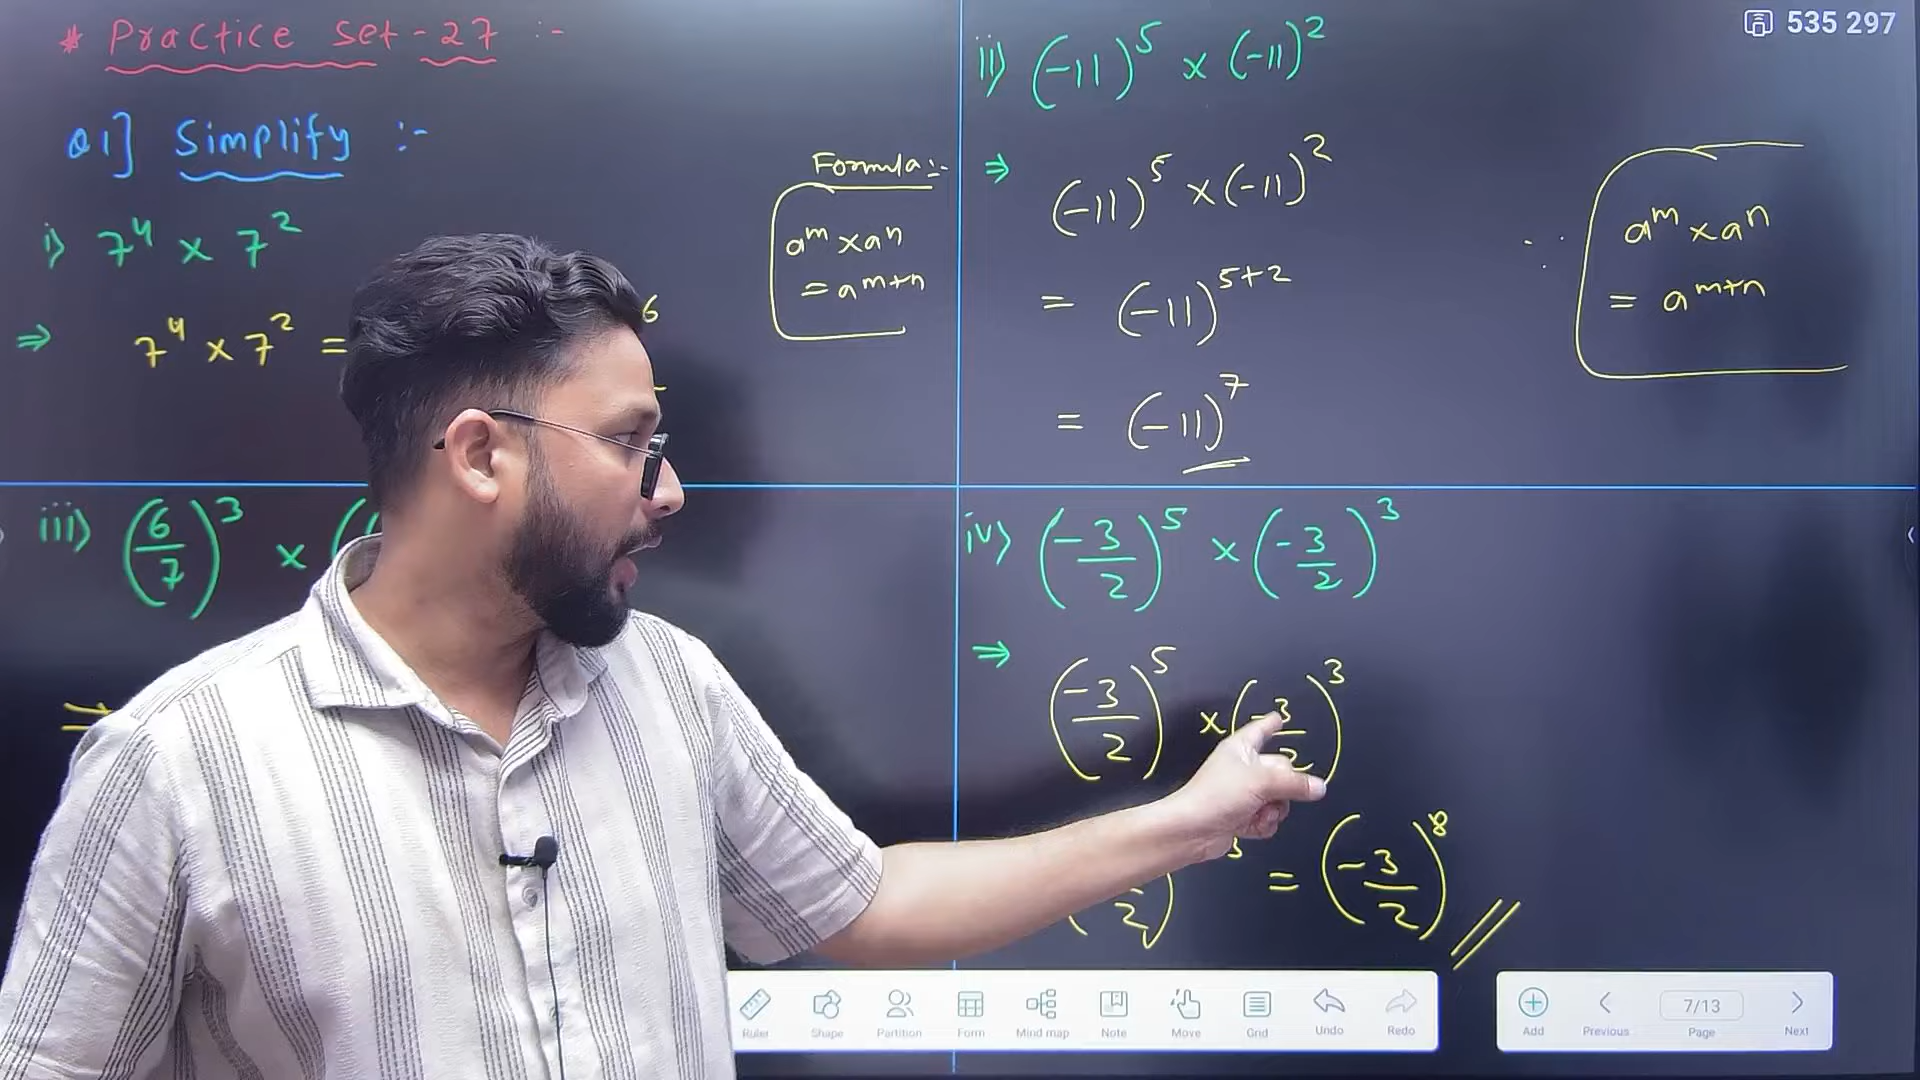 * Practice Set-27 :-
Q1] Simplify :-
i) 7⁴ × 7²
⇒ 7⁴ × 7² =
6
Formula:-
aᵐ × aⁿ
= aᵐ⁺ⁿ
ii) (-11)⁵ × (-11)²
⇒ (-11)⁵ × (-11)²
= (-11)⁵⁺²
= (-11)⁷
∵ aᵐ × aⁿ
= aᵐ⁺ⁿ
iii) (6/7)³ × (
⇒
iv) (-3/2)⁵ × (-3/2)³
⇒ (-3/2)⁵ × (-3/2)³
= (-3/2)⁸
535 297
Ruler Shape Partition Form Mind map Note Move Grid Undo Redo
Add Previous 7/13 Page Next